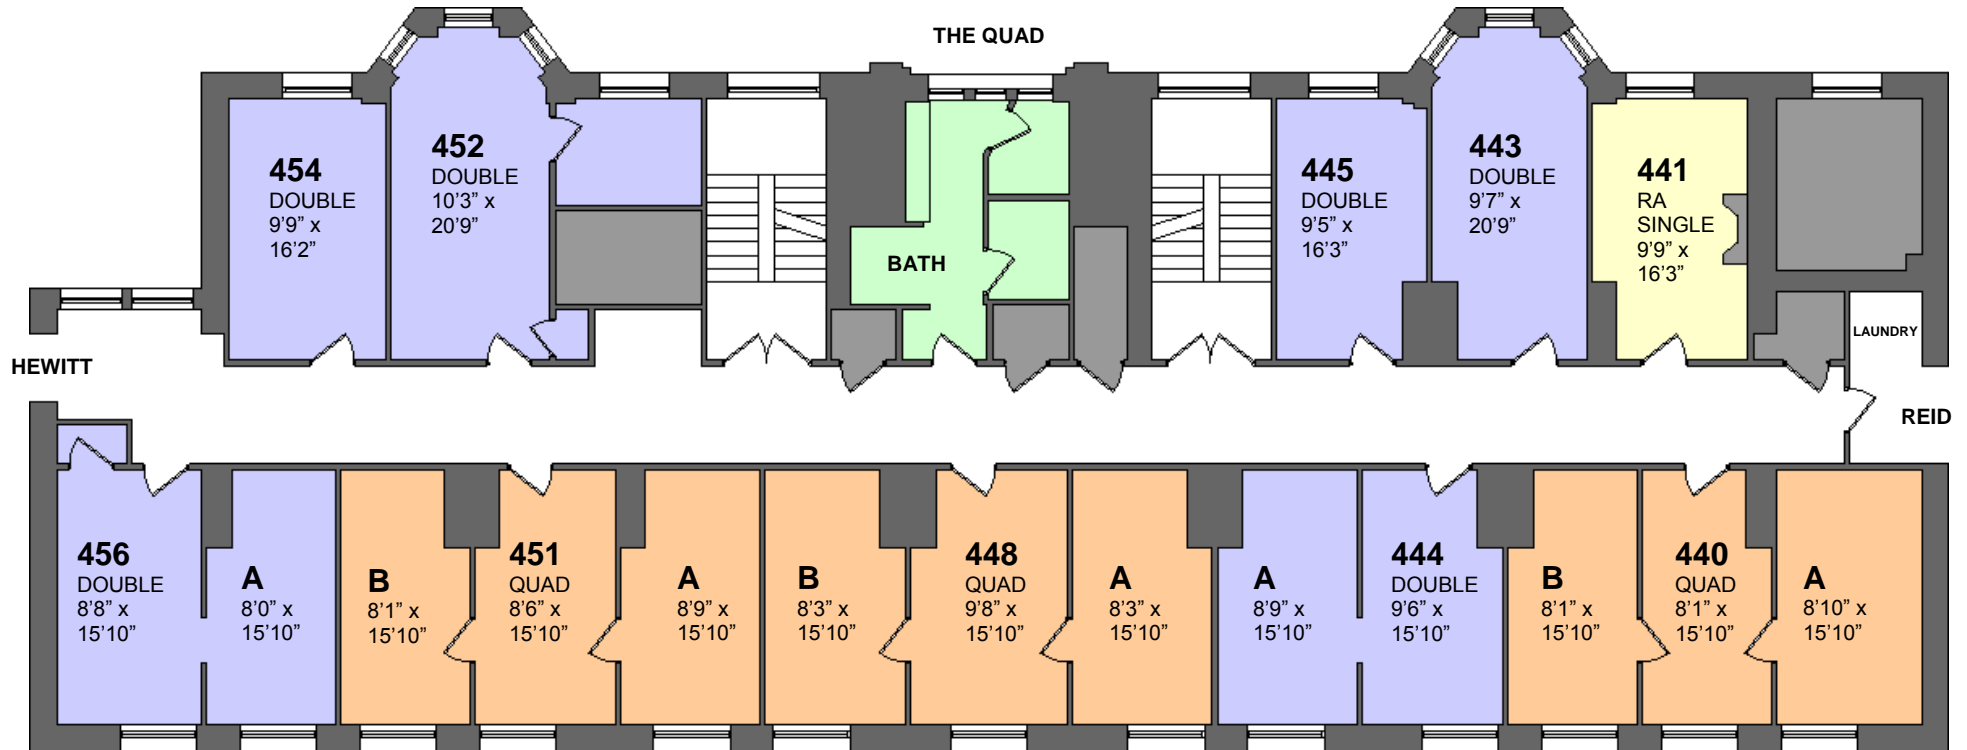 THE QUAD
454
DOUBLE
9’9” x
16’2”
452
DOUBLE
10’3” x
20’9”
BATH
445
DOUBLE
9’5” x
16’3”
443
DOUBLE
9’7” x
20’9”
441
RA
SINGLE
9’9” x
16’3”
LAUNDRY
HEWITT
REID
456
DOUBLE
8’8” x
15’10”
A
8’0” x
15’10”
B
8’1” x
15’10”
451
QUAD
8’6” x
15’10”
A
8’9” x
15’10”
B
8’3” x
15’10”
448
QUAD
9’8” x
15’10”
A
8’3” x
15’10”
A
8’9” x
15’10”
444
DOUBLE
9’6” x
15’10”
B
8’1” x
15’10”
440
QUAD
8’1” x
15’10”
A
8’10” x
15’10”